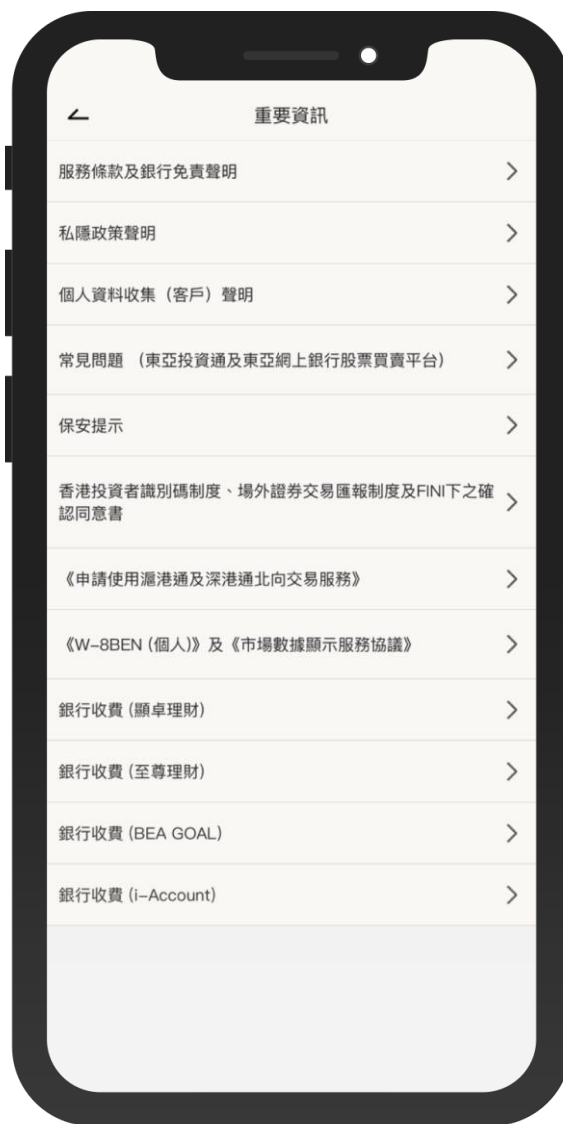 重要資訊
服務條款及銀行免責聲明
私隱政策聲明
個人資料收集（客戶）聲明
常見問題 （東亞投資通及東亞網上銀行股票買賣平台）
保安提示
香港投資者識別碼制度、場外證券交易匯報制度及FINI下之確
認同意書
《申請使用滬港通及深港通北向交易服務》
《W-8BEN (個人)》及《市場數據顯示服務協議》
銀行收費 (顯卓理財)
銀行收費 (至尊理財)
銀行收費 (BEA GOAL)
銀行收費 (i-Account)